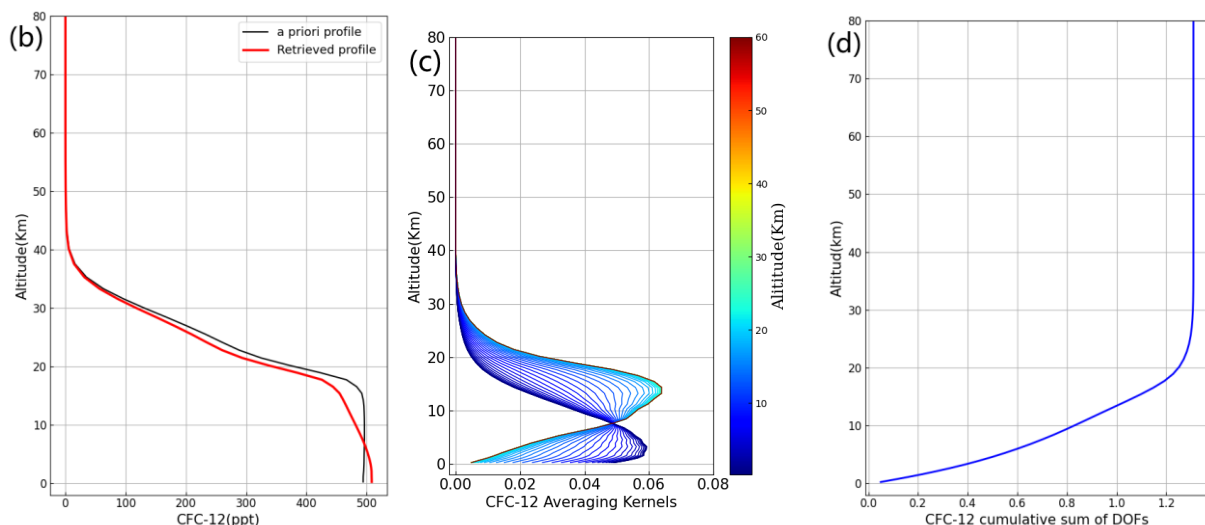 (b)
a priori profile
Retrieved profile
80
70
60
50
40
30
20
10
0
Altitude(Km)
0 100 200 300 400 500
CFC-12(ppt)
(c)
80
70
60
50
40
30
20
10
0
Altitude(Km)
0.00 0.02 0.04 0.06 0.08
CFC-12 Averaging Kernels
60
50
40
30
20
10
Alititude(Km)
(d)
80
70
60
50
40
30
20
10
0
Altitud(km)
0.0 0.2 0.4 0.6 0.8 1.0 1.2
CFC-12 cumulative sum of DOFs